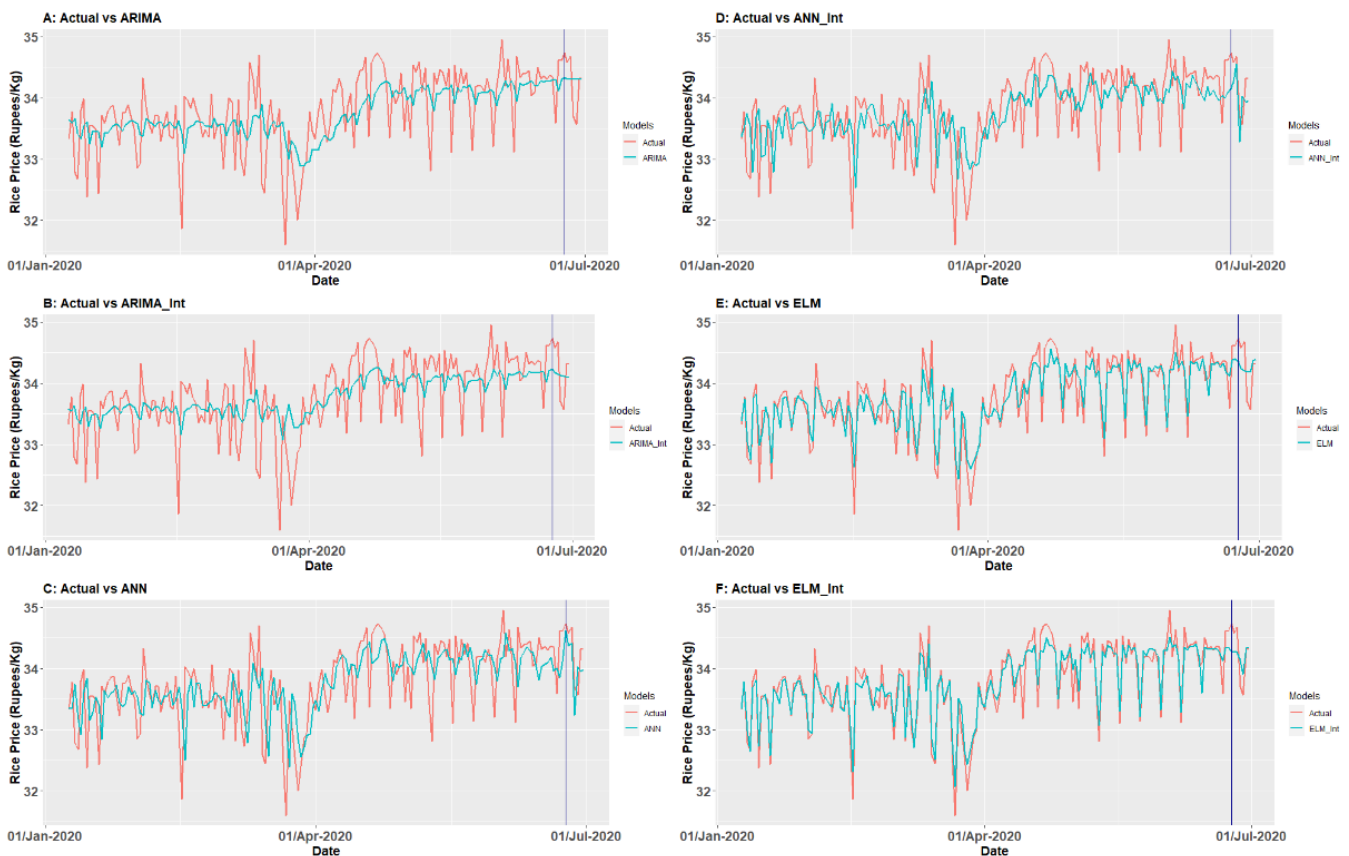 A: Actual vs ARIMA
Rice Price (Rupees/Kg)
35
34
33
32
01/Jan-2020
01/Apr-2020
01/Jul-2020
Date
Models
Actual
ARIMA
D: Actual vs ANN_Int
Rice Price (Rupees/Kg)
35
34
33
32
01/Jan-2020
01/Apr-2020
01/Jul-2020
Date
Models
Actual
ANN_Int
B: Actual vs ARIMA_Int
Rice Price (Rupees/Kg)
35
34
33
32
01/Jan-2020
01/Apr-2020
01/Jul-2020
Date
Models
Actual
ARIMA_Int
E: Actual vs ELM
Rice Price (Rupees/Kg)
35
34
33
32
01/Jan-2020
01/Apr-2020
01/Jul-2020
Date
Models
Actual
ELM
C: Actual vs ANN
Rice Price (Rupees/Kg)
35
34
33
32
01/Jan-2020
01/Apr-2020
01/Jul-2020
Date
Models
Actual
ANN
F: Actual vs ELM_Int
Rice Price (Rupees/Kg)
35
34
33
32
01/Jan-2020
01/Apr-2020
01/Jul-2020
Date
Models
Actual
ELM_Int